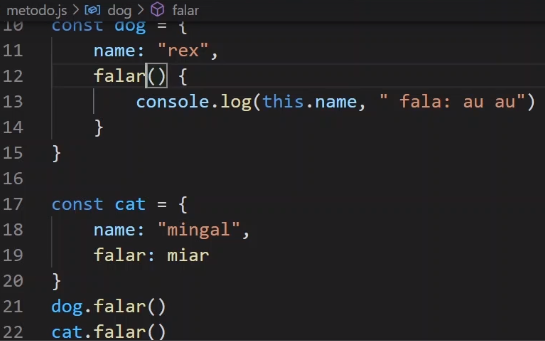 metodo.js > dog > falar
10 const dog = {
11 name: "rex",
12 falar() {
13 console.log(this.name, " fala: au au")
14 }
15 }
16
17 const cat = {
18 name: "mingal",
19 falar: miar
20 }
21 dog.falar()
22 cat.falar()